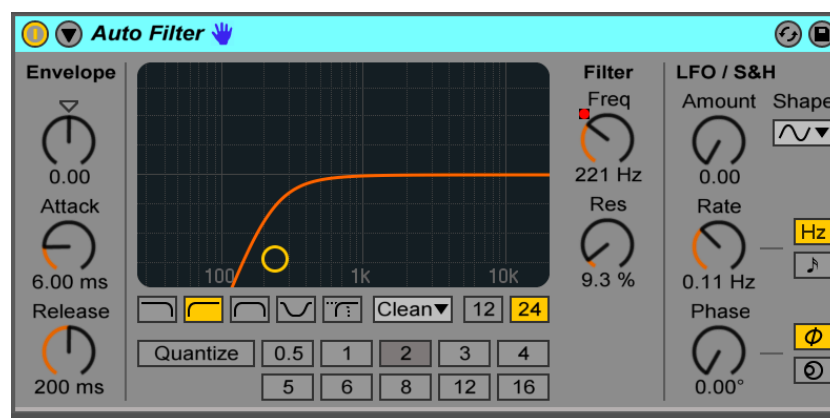 Auto Filter
Envelope
0.00
Attack
6.00 ms
Release
200 ms
100 1k 10k
Clean 12 24
Quantize 0.5 1 2 3 4
5 6 8 12 16
Filter
Freq
221 Hz
Res
9.3 %
LFO / S&H
Amount Shape
0.00
Rate
Hz
0.11 Hz
Phase
0.00°